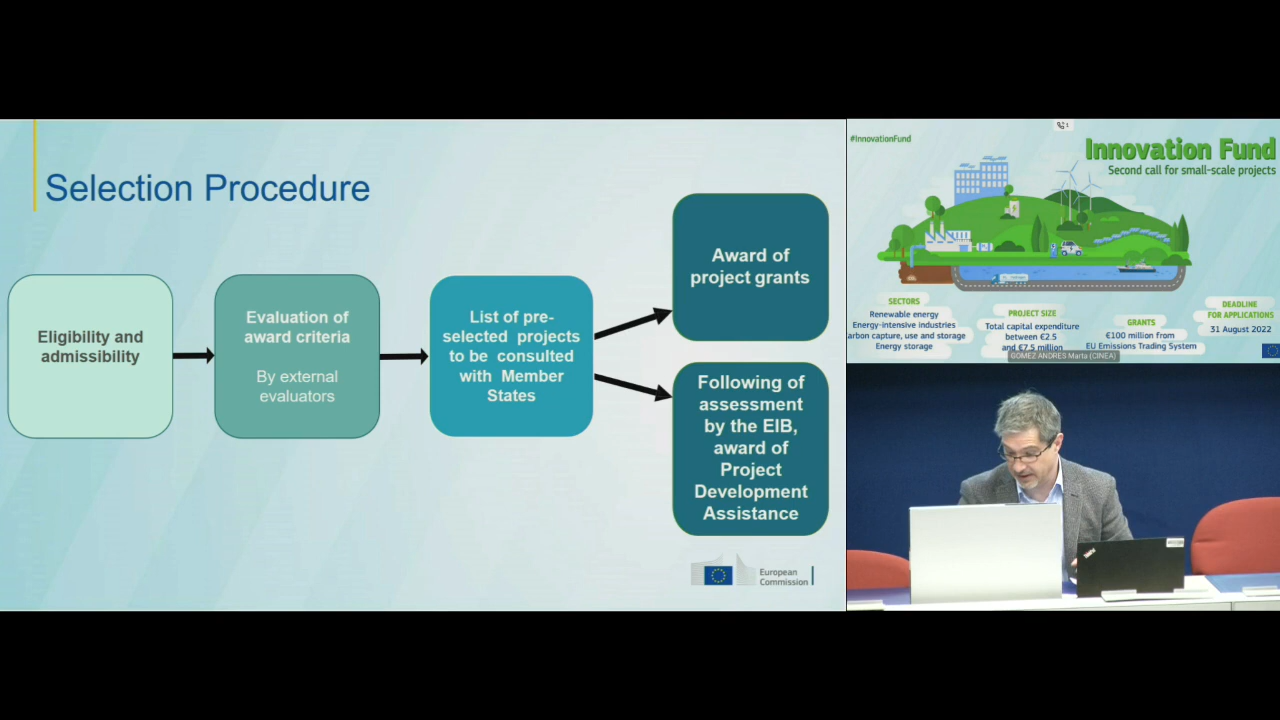 Selection Procedure
Eligibility and
admissibility
Evaluation of
award criteria
By external
evaluators
List of pre-
selected projects
to be consulted
with Member
States
Award of
project grants
Following of
assessment
by the EIB,
award of
Project
Development
Assistance
European
Commission
#InnovationFund
Innovation Fund
Second call for small-scale projects
SECTORS
Renewable energy
Energy-intensive industries
arbon capture, use and storage
Energy storage
PROJECT SIZE
Total capital expenditure
between €2.5
and €7.5 million
GRANTS
€100 million from
EU Emissions Trading System
DEADLINE
FOR APPLICATIONS
31 August 2022
GOMEZ ANDRES Marta (CINEA)